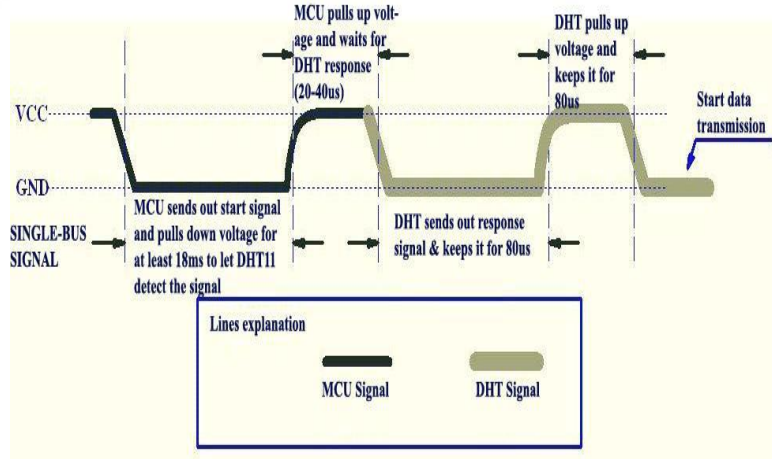 MCU pulls up volt-
age and waits for
DHT response
(20-40us)
DHT pulls up
voltage and
keeps it for
80us
Start data
transmission
VCC
GND
SINGLE-BUS
SIGNAL
MCU sends out start signal
and pulls down voltage for
at least 18ms to let DHT11
detect the signal
DHT sends out response
signal & keeps it for 80us
Lines explanation
MCU Signal
DHT Signal